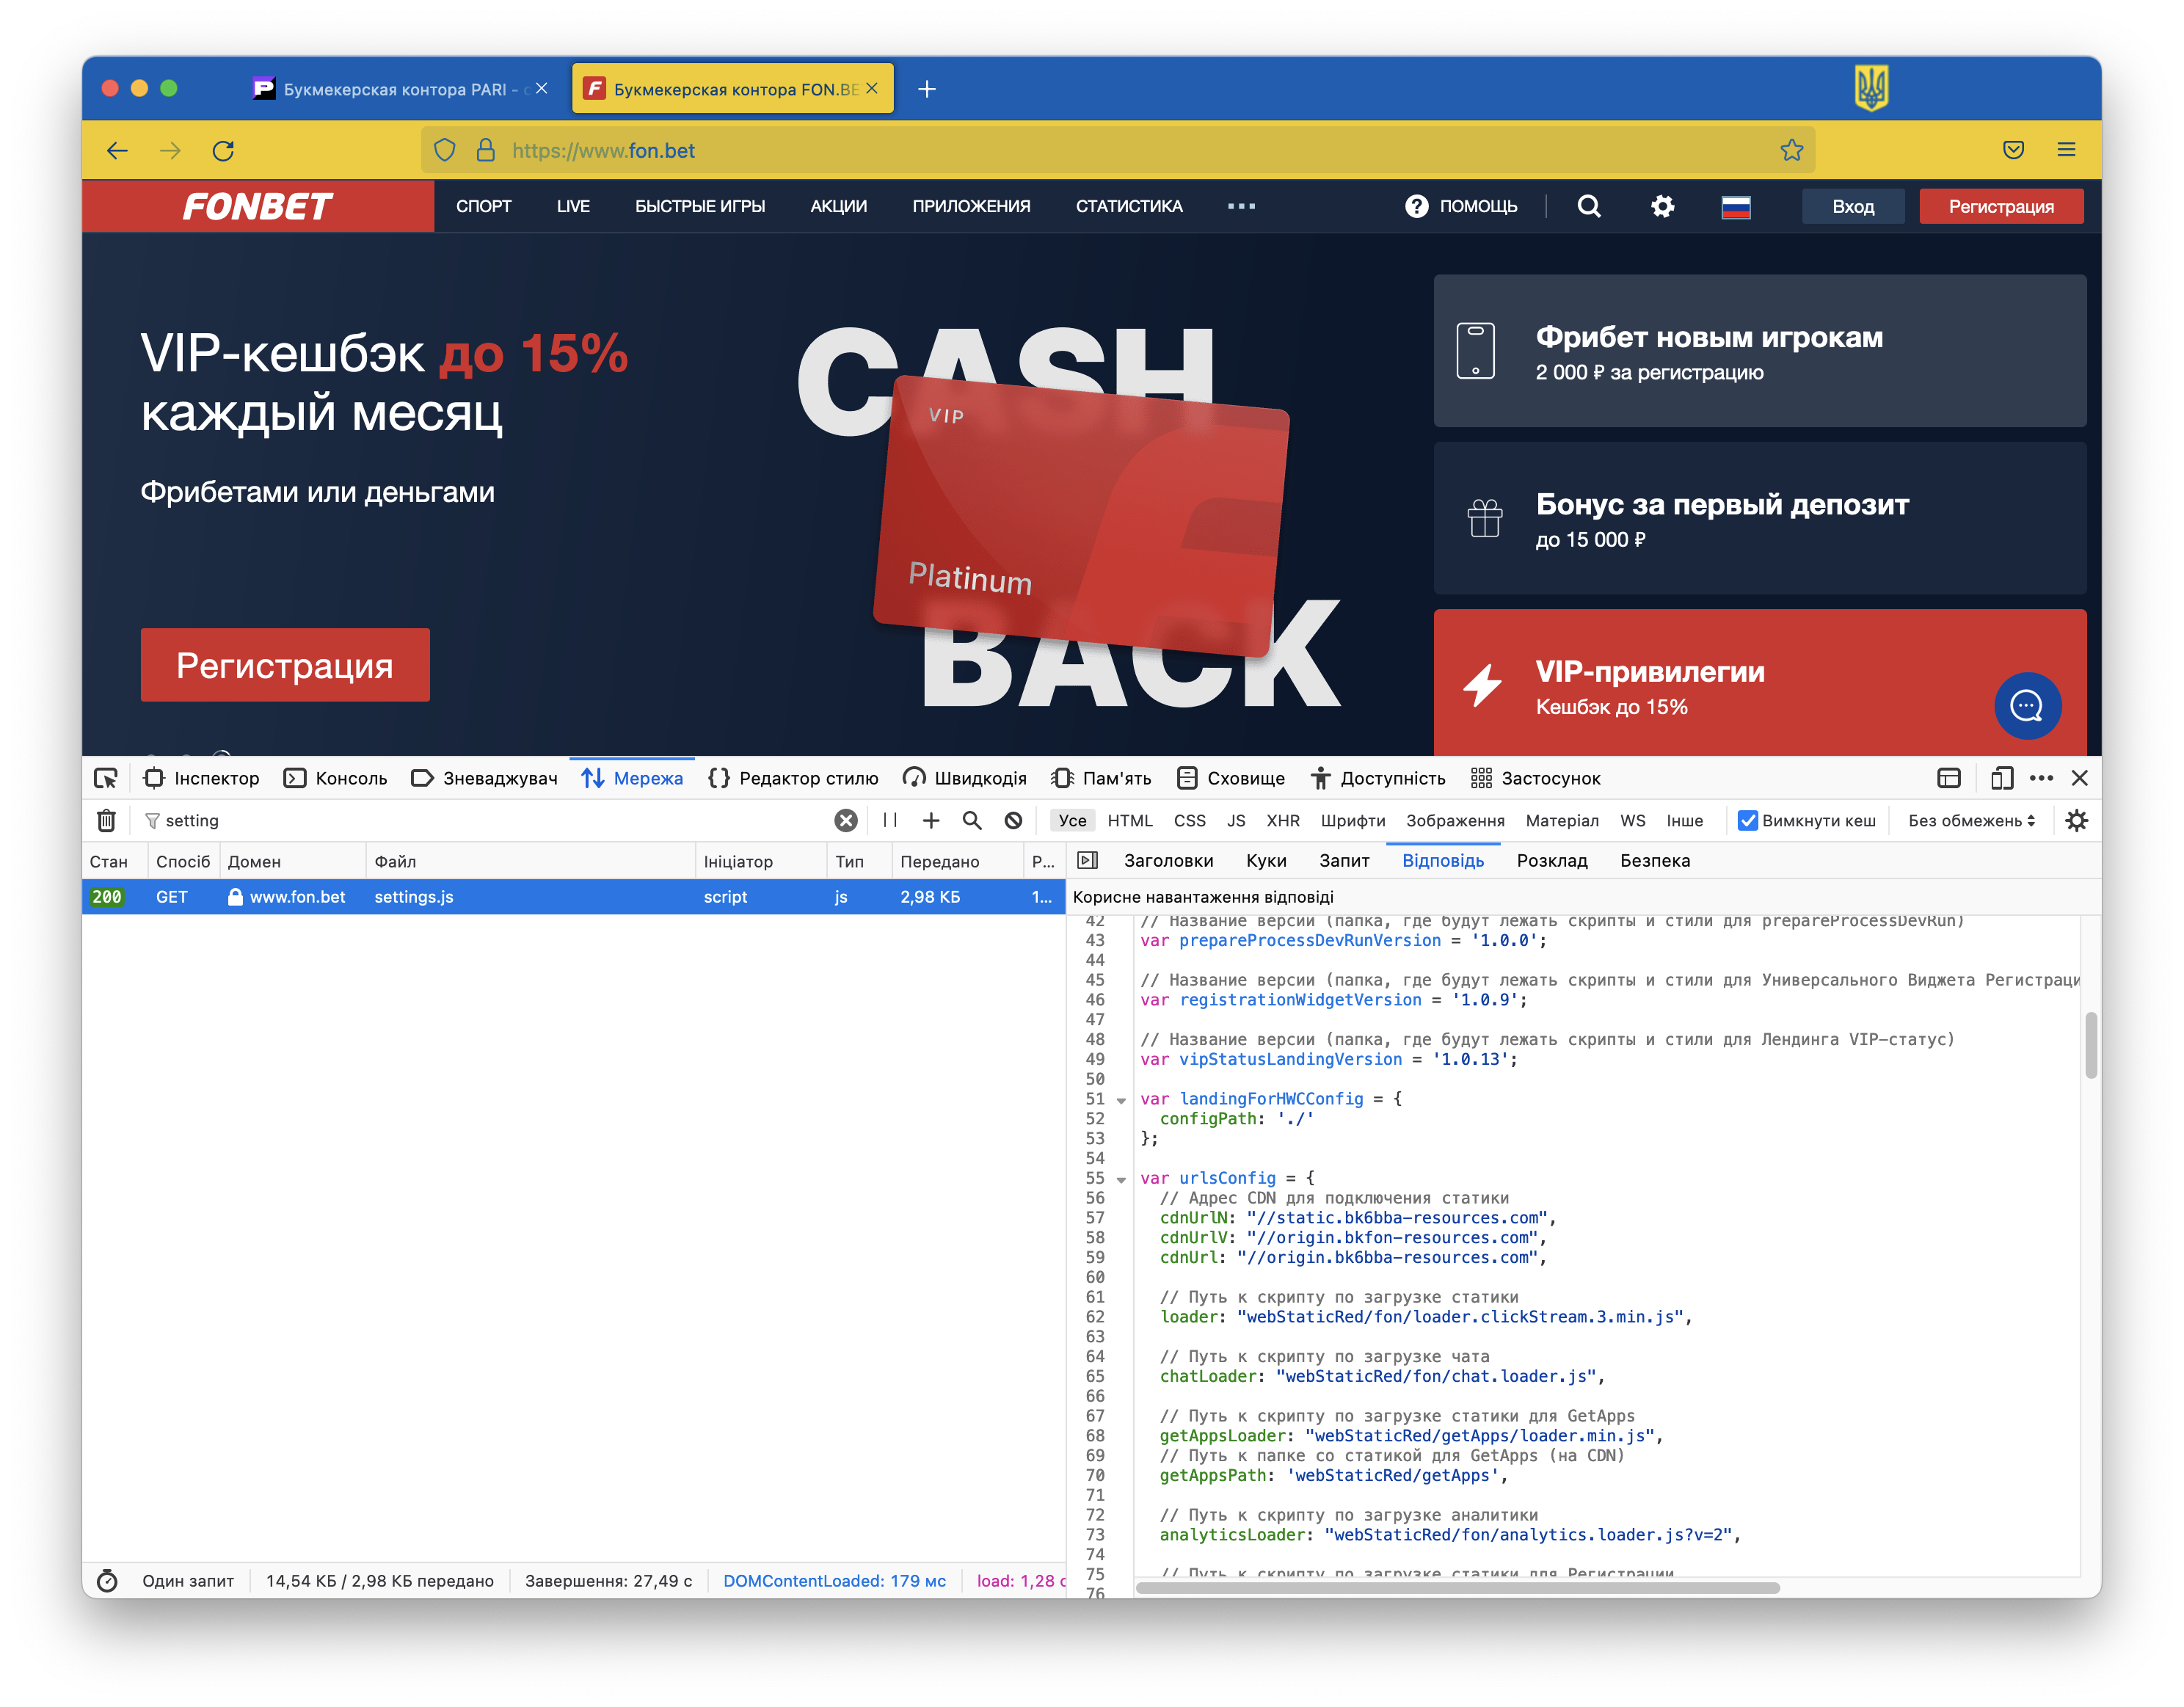 Букмекерская контора PARI - с
Букмекерская контора FON.BE
https://www.fon.bet
FONBET
СПОРТ LIVE БЫСТРЫЕ ИГРЫ АКЦИИ ПРИЛОЖЕНИЯ СТАТИСТИКА ••• ? ПОМОЩЬ Вход Регистрация
VIP-кешбэк до 15%
каждый месяц
Фрибетами или деньгами
Регистрация
CASH
VIP
Platinum
BACK
Фрибет новым игрокам
2 000 ₽ за регистрацию
Бонус за первый депозит
до 15 000 ₽
VIP-привилегии
Кешбэк до 15%
Інспектор Консоль Зневаджувач Мережа Редактор стилю Швидкодія Пам'ять Сховище Доступність Застосунок
setting
Усе HTML CSS JS XHR Шрифти Зображення Матеріал WS Інше Вимкнути кеш Без обмежень
Стан Спосіб Домен Файл Ініціатор Тип Передано Р...
200 GET www.fon.bet settings.js script js 2,98 КБ 1...
Заголовки Куки Запит Відповідь Розклад Безпека
Корисне навантаження відповіді
42 // Название версии (папка, где будут лежать скрипты и стили для prepareProcessDevRun)
43 var prepareProcessDevRunVersion = '1.0.0';
44
45 // Название версии (папка, где будут лежать скрипты и стили для Универсального Виджета Регистраци
46 var registrationWidgetVersion = '1.0.9';
47
48 // Название версии (папка, где будут лежать скрипты и стили для Лендинга VIP-статус)
49 var vipStatusLandingVersion = '1.0.13';
50
51 var landingForHWCConfig = {
52 configPath: './'
53 };
54
55 var urlsConfig = {
56 // Адрес CDN для подключения статики
57 cdnUrlN: "//static.bk6bba-resources.com",
58 cdnUrlV: "//origin.bkfon-resources.com",
59 cdnUrl: "//origin.bk6bba-resources.com",
60
61 // Путь к скрипту по загрузке статики
62 loader: "webStaticRed/fon/loader.clickStream.3.min.js",
63
64 // Путь к скрипту по загрузке чата
65 chatLoader: "webStaticRed/fon/chat.loader.js",
66
67 // Путь к скрипту по загрузке статики для GetApps
68 getAppsLoader: "webStaticRed/getApps/loader.min.js",
69 // Путь к папке со статикой для GetApps (на CDN)
70 getAppsPath: 'webStaticRed/getApps',
71
72 // Путь к скрипту по загрузке аналитики
73 analyticsLoader: "webStaticRed/fon/analytics.loader.js?v=2",
74
75 // Путь к скрипту по загрузке статики для Регистрации
76
Один запит 14,54 КБ / 2,98 КБ передано Завершення: 27,49 с DOMContentLoaded: 179 мс load: 1,28 с